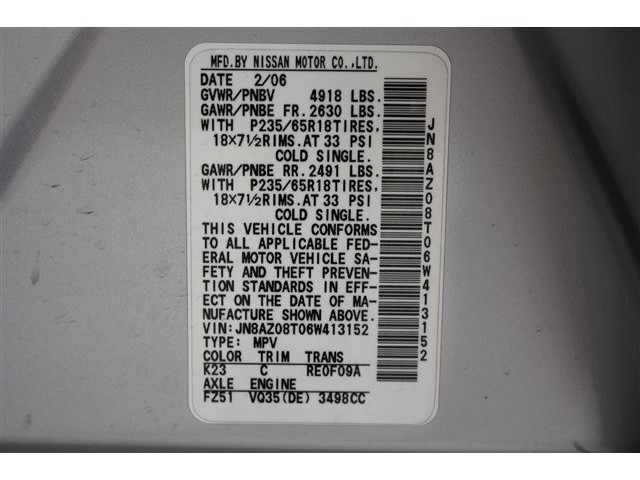 MFD.BY NISSAN MOTOR CO.,LTD.
DATE 2/06
GVWR/PNBV 4918 LBS.
GAWR/PNBE FR.2630 LBS.
WITH P235/65R18TIRES,
18×7½RIMS.AT 33 PSI
COLD SINGLE.
GAWR/PNBE RR.2491 LBS.
WITH P235/65R18TIRES,
18×7½RIMS.AT 33 PSI
COLD SINGLE.
THIS VEHICLE CONFORMS
TO ALL APPLICABLE FED-
ERAL MOTOR VEHICLE SA-
FETY AND THEFT PREVEN-
TION STANDARDS IN EFF-
ECT ON THE DATE OF MA-
NUFACTURE SHOWN ABOVE.
VIN:JN8AZ08T06W413152
TYPE: MPV
COLOR TRIM TRANS
K23 C RE0F09A
AXLE ENGINE
FZ51 VQ35(DE) 3498CC
JN8AZ08T06W413152